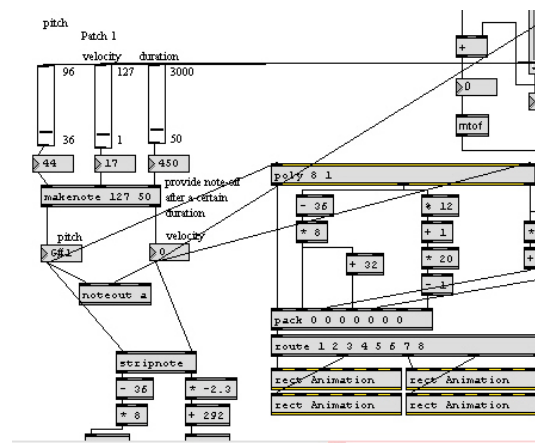 pitch
Patch 1
velocity duration
96 127 3000
36 1 50
44 17 450
makenote 127 50
provide note-off
after a certain
duration
pitch velocity
G#1 0
noteout a
stripnote
- 36 * -2.3
* 8 + 292
+
0
mtof
poly 8 1
- 36 % 12
* 8 + 1 *
+ 32 * 20 +
- 1
pack 0 0 0 0 0 0 0
route 1 2 3 4 5 6 7 8
rect Animation rect Animation
rect Animation rect Animation